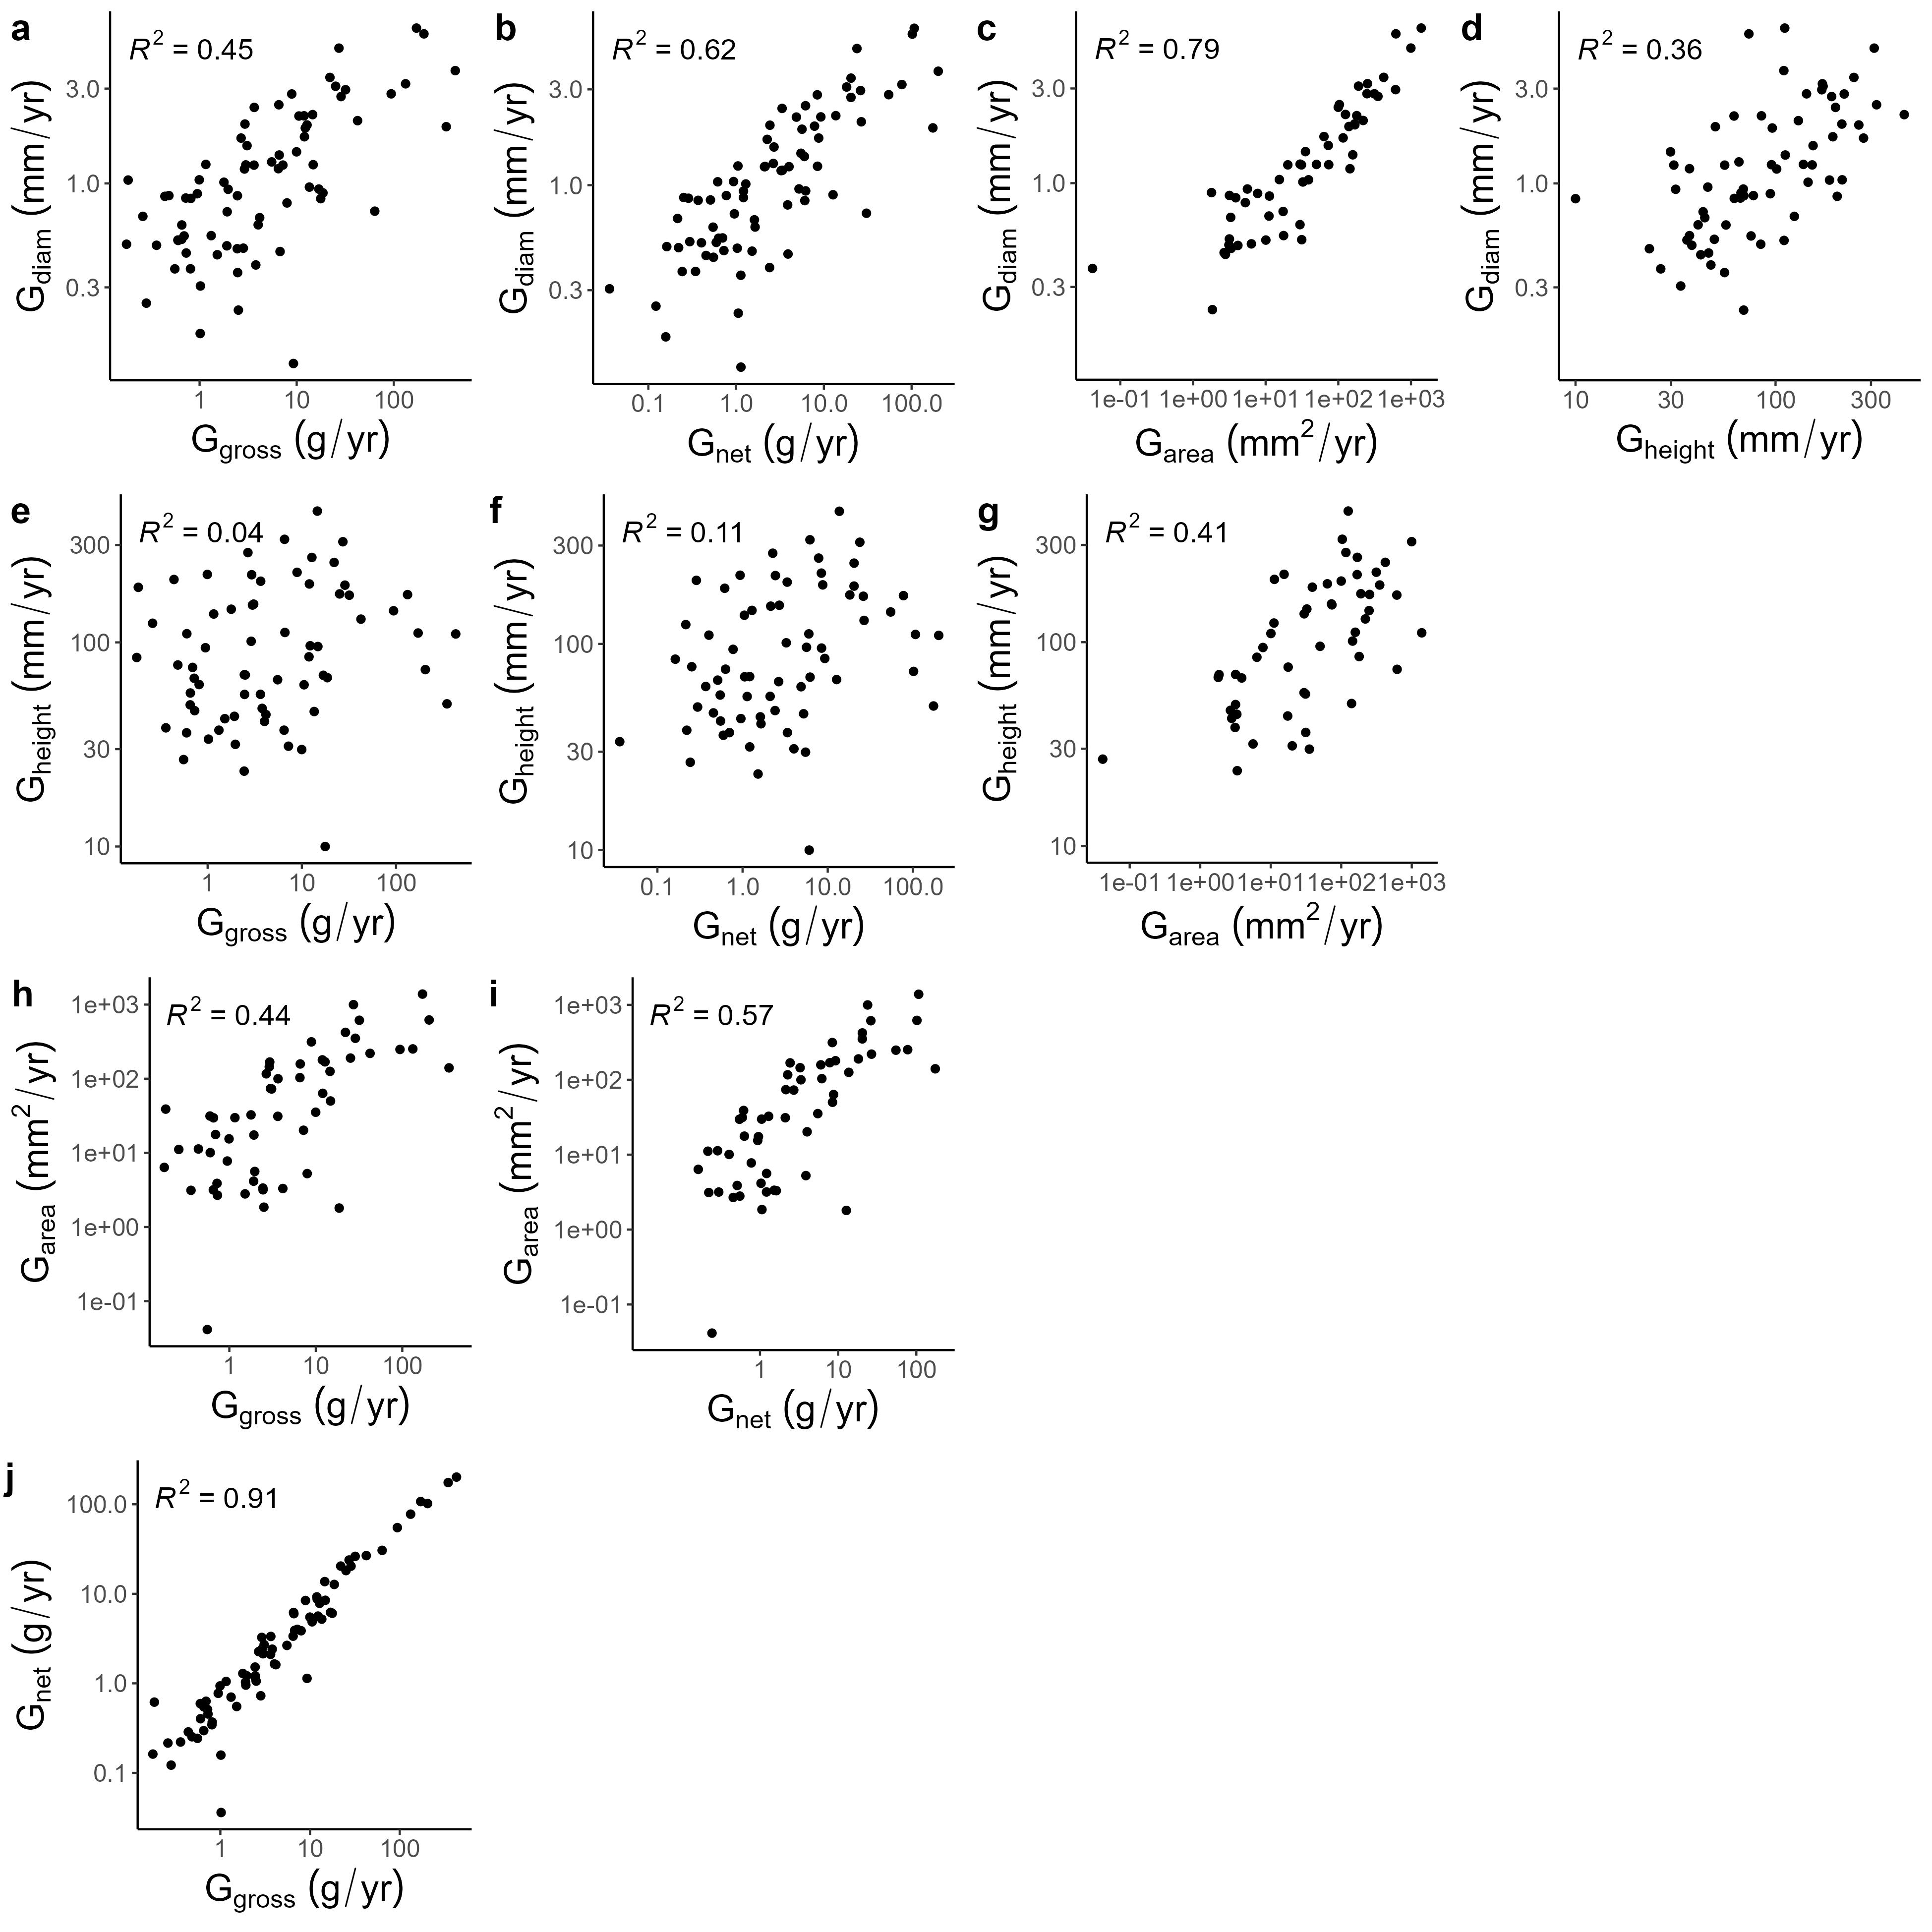 a
R² = 0.45
G_diam (mm/yr)
3.0
1.0
0.3
1 10 100
G_gross (g/yr)
b
R² = 0.62
G_diam (mm/yr)
3.0
1.0
0.3
0.1 1.0 10.0 100.0
G_net (g/yr)
c
R² = 0.79
G_diam (mm/yr)
3.0
1.0
0.3
1e-01 1e+00 1e+01 1e+02 1e+03
G_area (mm²/yr)
d
R² = 0.36
G_diam (mm/yr)
3.0
1.0
0.3
10 30 100 300
G_height (mm/yr)
e
R² = 0.04
G_height (mm/yr)
300
100
30
10
1 10 100
G_gross (g/yr)
f
R² = 0.11
G_height (mm/yr)
300
100
30
10
0.1 1.0 10.0 100.0
G_net (g/yr)
g
R² = 0.41
G_height (mm/yr)
300
100
30
10
1e-01 1e+00 1e+01 1e+02 1e+03
G_area (mm²/yr)
h
R² = 0.44
G_area (mm²/yr)
1e+03
1e+02
1e+01
1e+00
1e-01
1 10 100
G_gross (g/yr)
i
R² = 0.57
G_area (mm²/yr)
1e+03
1e+02
1e+01
1e+00
1e-01
1 10 100
G_net (g/yr)
j
R² = 0.91
G_net (g/yr)
100.0
10.0
1.0
0.1
1 10 100
G_gross (g/yr)